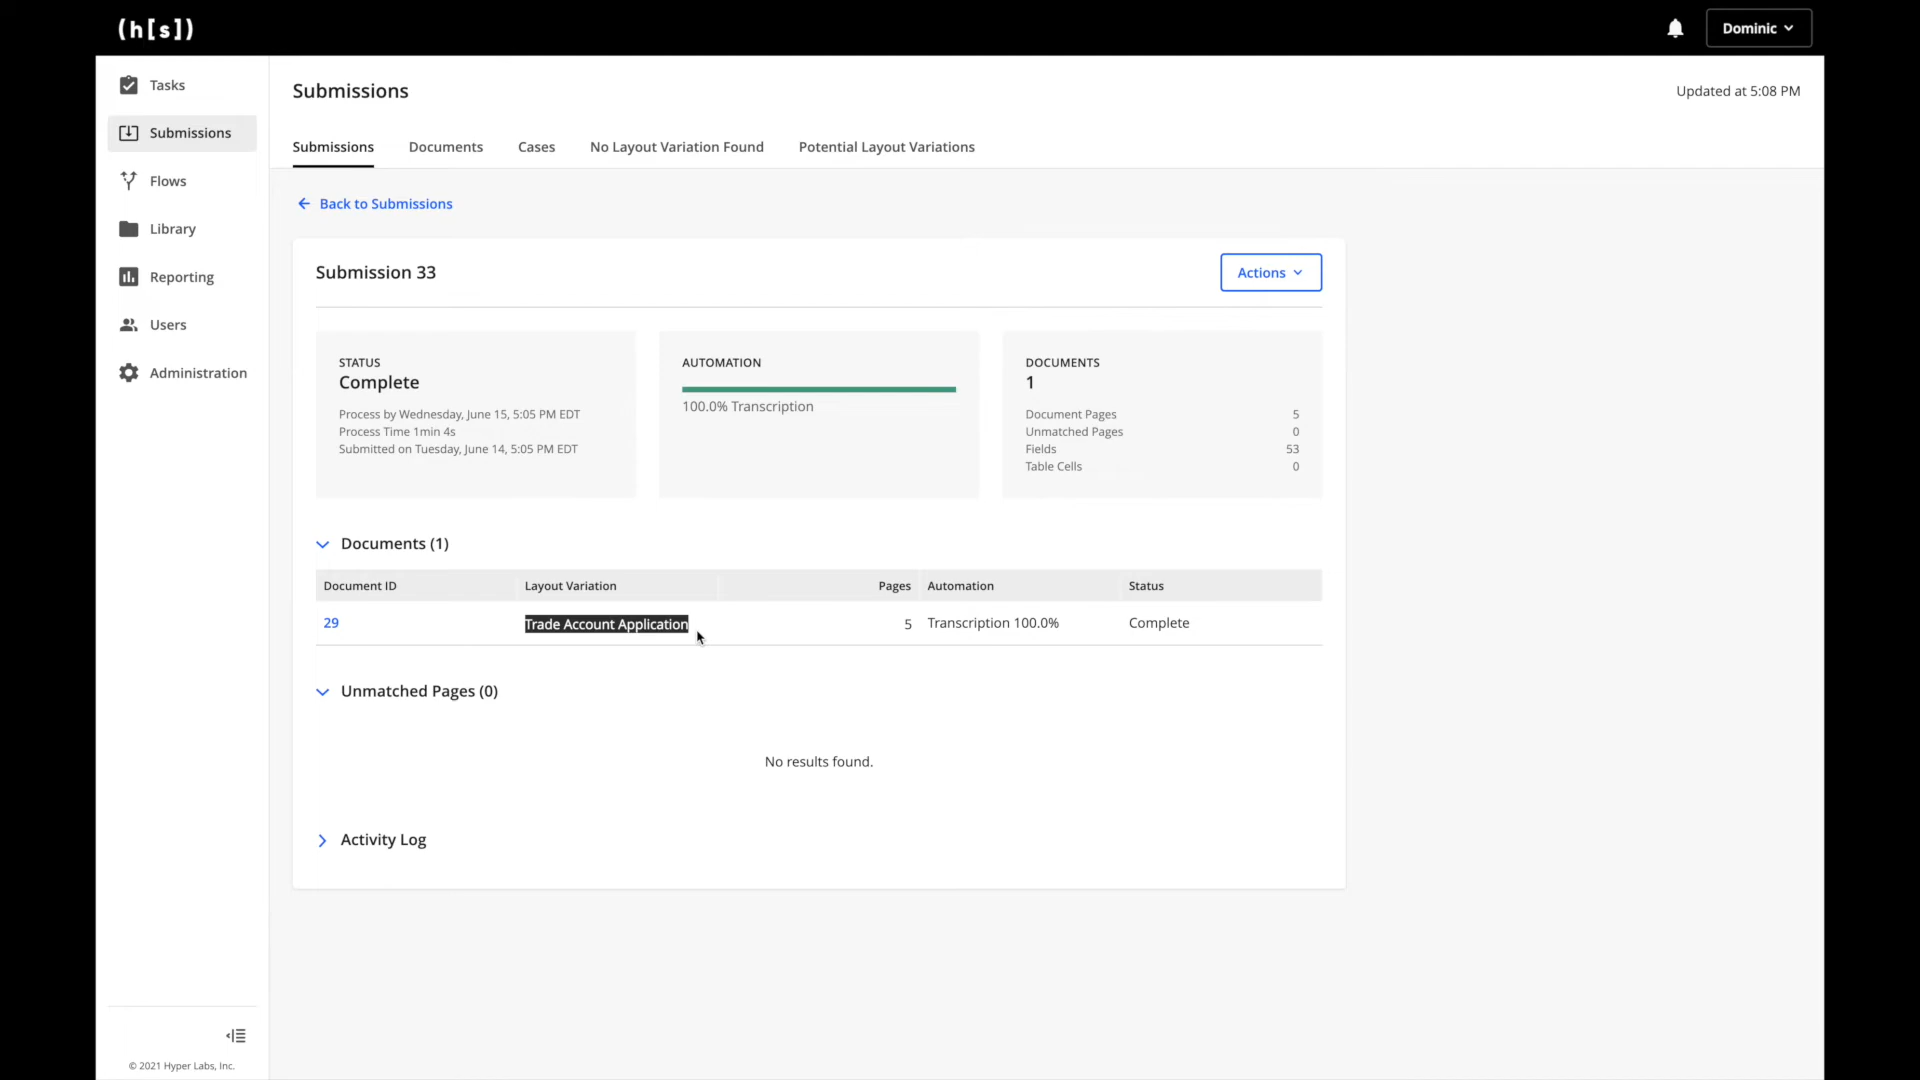 (h[s])
Dominic
Tasks
Submissions
Flows
Library
Reporting
Users
Administration
© 2021 Hyper Labs, Inc.
Submissions
Updated at 5:08 PM
Submissions Documents Cases No Layout Variation Found Potential Layout Variations
Back to Submissions
Submission 33
Actions
STATUS
Complete
Process by Wednesday, June 15, 5:05 PM EDT
Process Time 1min 4s
Submitted on Tuesday, June 14, 5:05 PM EDT
AUTOMATION
100.0% Transcription
DOCUMENTS
1
Document Pages 5
Unmatched Pages 0
Fields 53
Table Cells 0
Documents (1)
Document ID Layout Variation Pages Automation Status
29 Trade Account Application 5 Transcription 100.0% Complete
Unmatched Pages (0)
No results found.
Activity Log